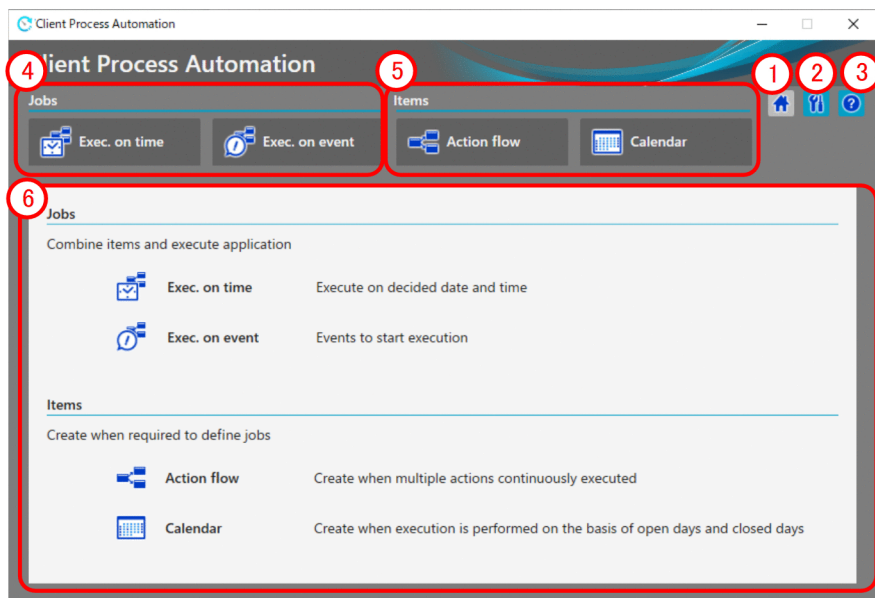 Client Process Automation
lient Process Automation
4
5
1
2
3
Jobs
Items
Exec. on time
Exec. on event
Action flow
Calendar
6
Jobs
Combine items and execute application
Exec. on time Execute on decided date and time
Exec. on event Events to start execution
Items
Create when required to define jobs
Action flow Create when multiple actions continuously executed
Calendar Create when execution is performed on the basis of open days and closed days